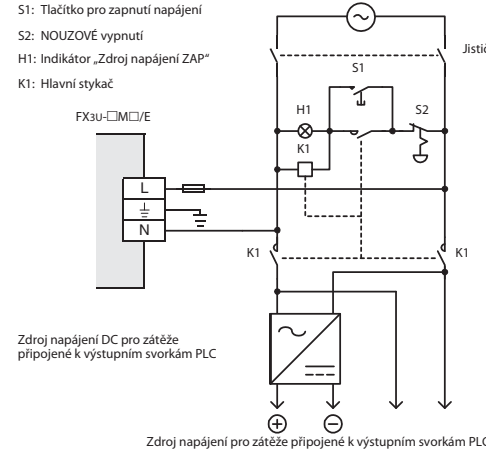 S1: Tlačítko pro zapnutí napájení
S2: NOUZOVÉ vypnutí
H1: Indikátor „Zdroj napájení ZAP“
K1: Hlavní stykač
Jistič
S1
FX3U-□M□/E
H1
S2
K1
L
N
K1
K1
Zdroj napájení DC pro zátěže
připojené k výstupním svorkám PLC
Zdroj napájení pro zátěže připojené k výstupním svorkám PLC